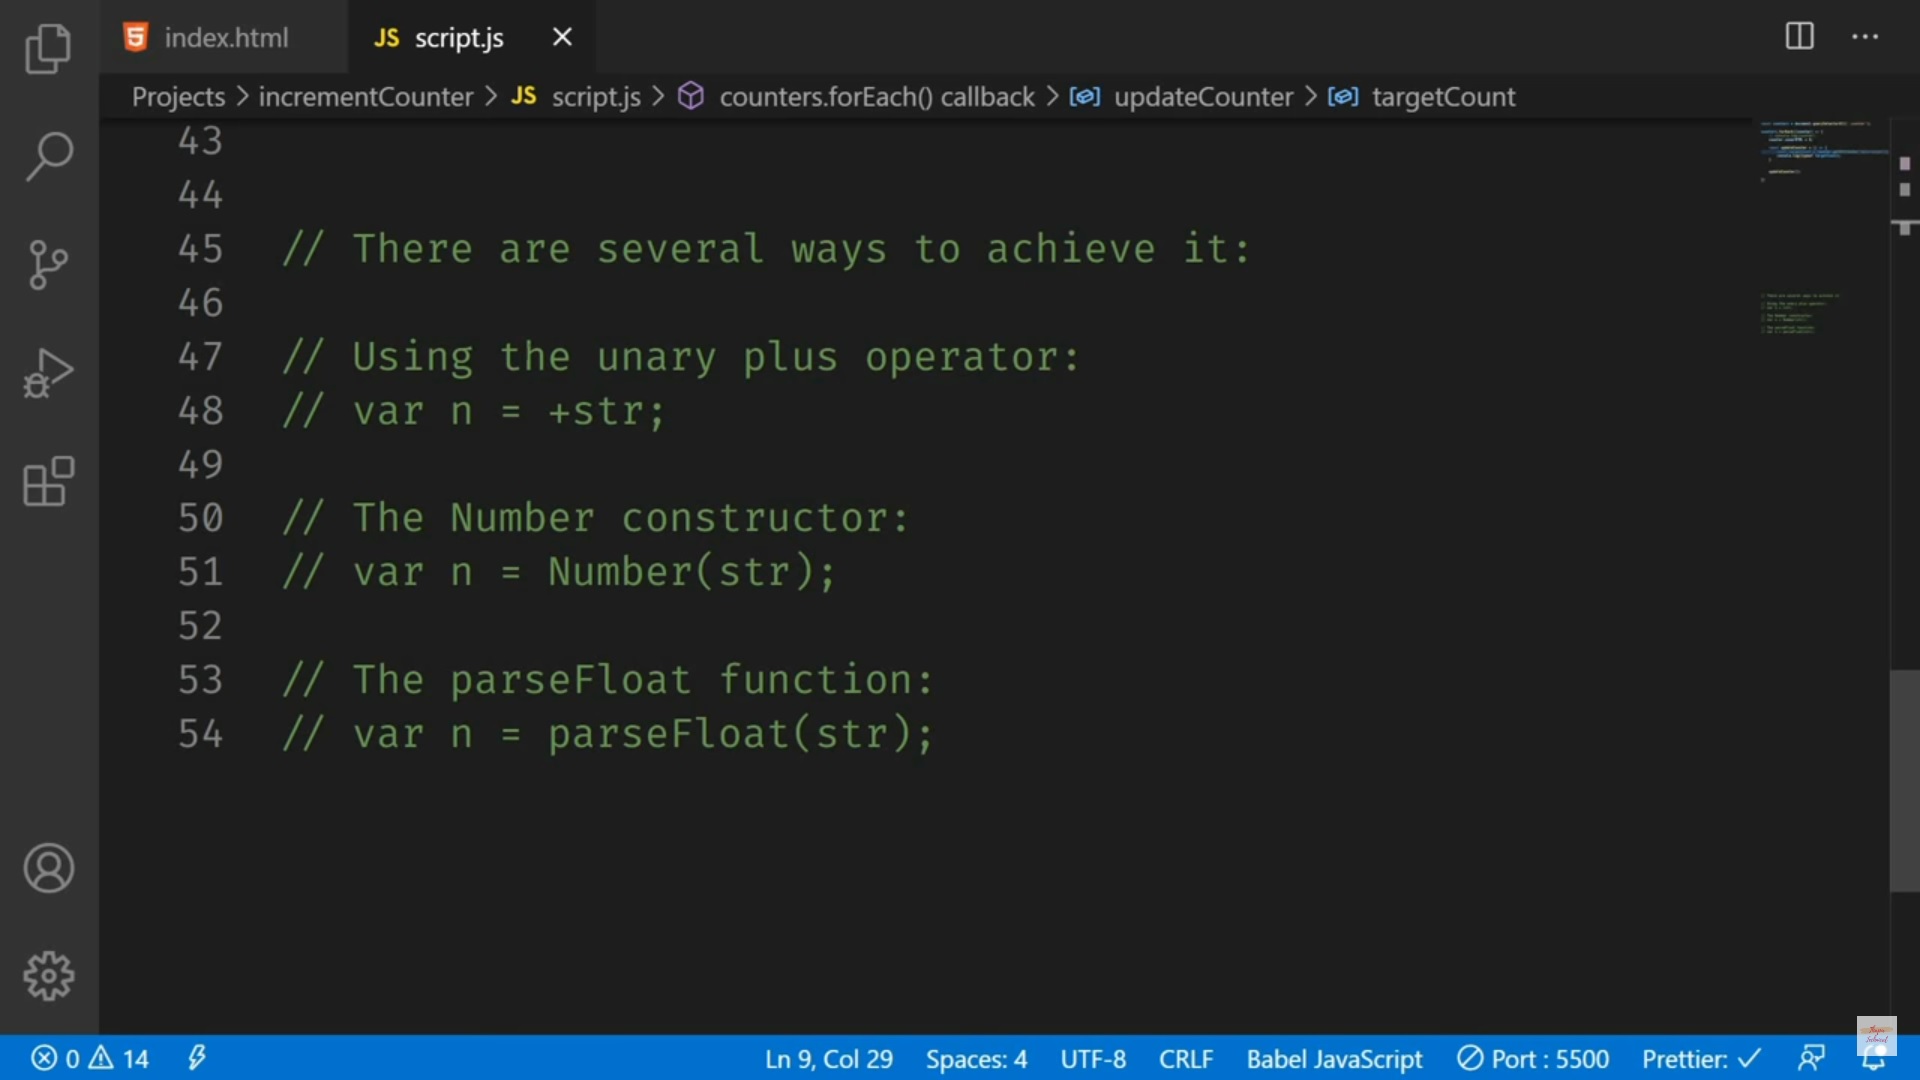 index.html
JS script.js
Projects > incrementCounter > JS script.js > counters.forEach() callback > updateCounter > targetCount
43
44
45 // There are several ways to achieve it:
46
47 // Using the unary plus operator:
48 // var n = +str;
49
50 // The Number constructor:
51 // var n = Number(str);
52
53 // The parseFloat function:
54 // var n = parseFloat(str);
0 14 Ln 9, Col 29 Spaces: 4 UTF-8 CRLF Babel JavaScript Port : 5500 Prettier: ✓